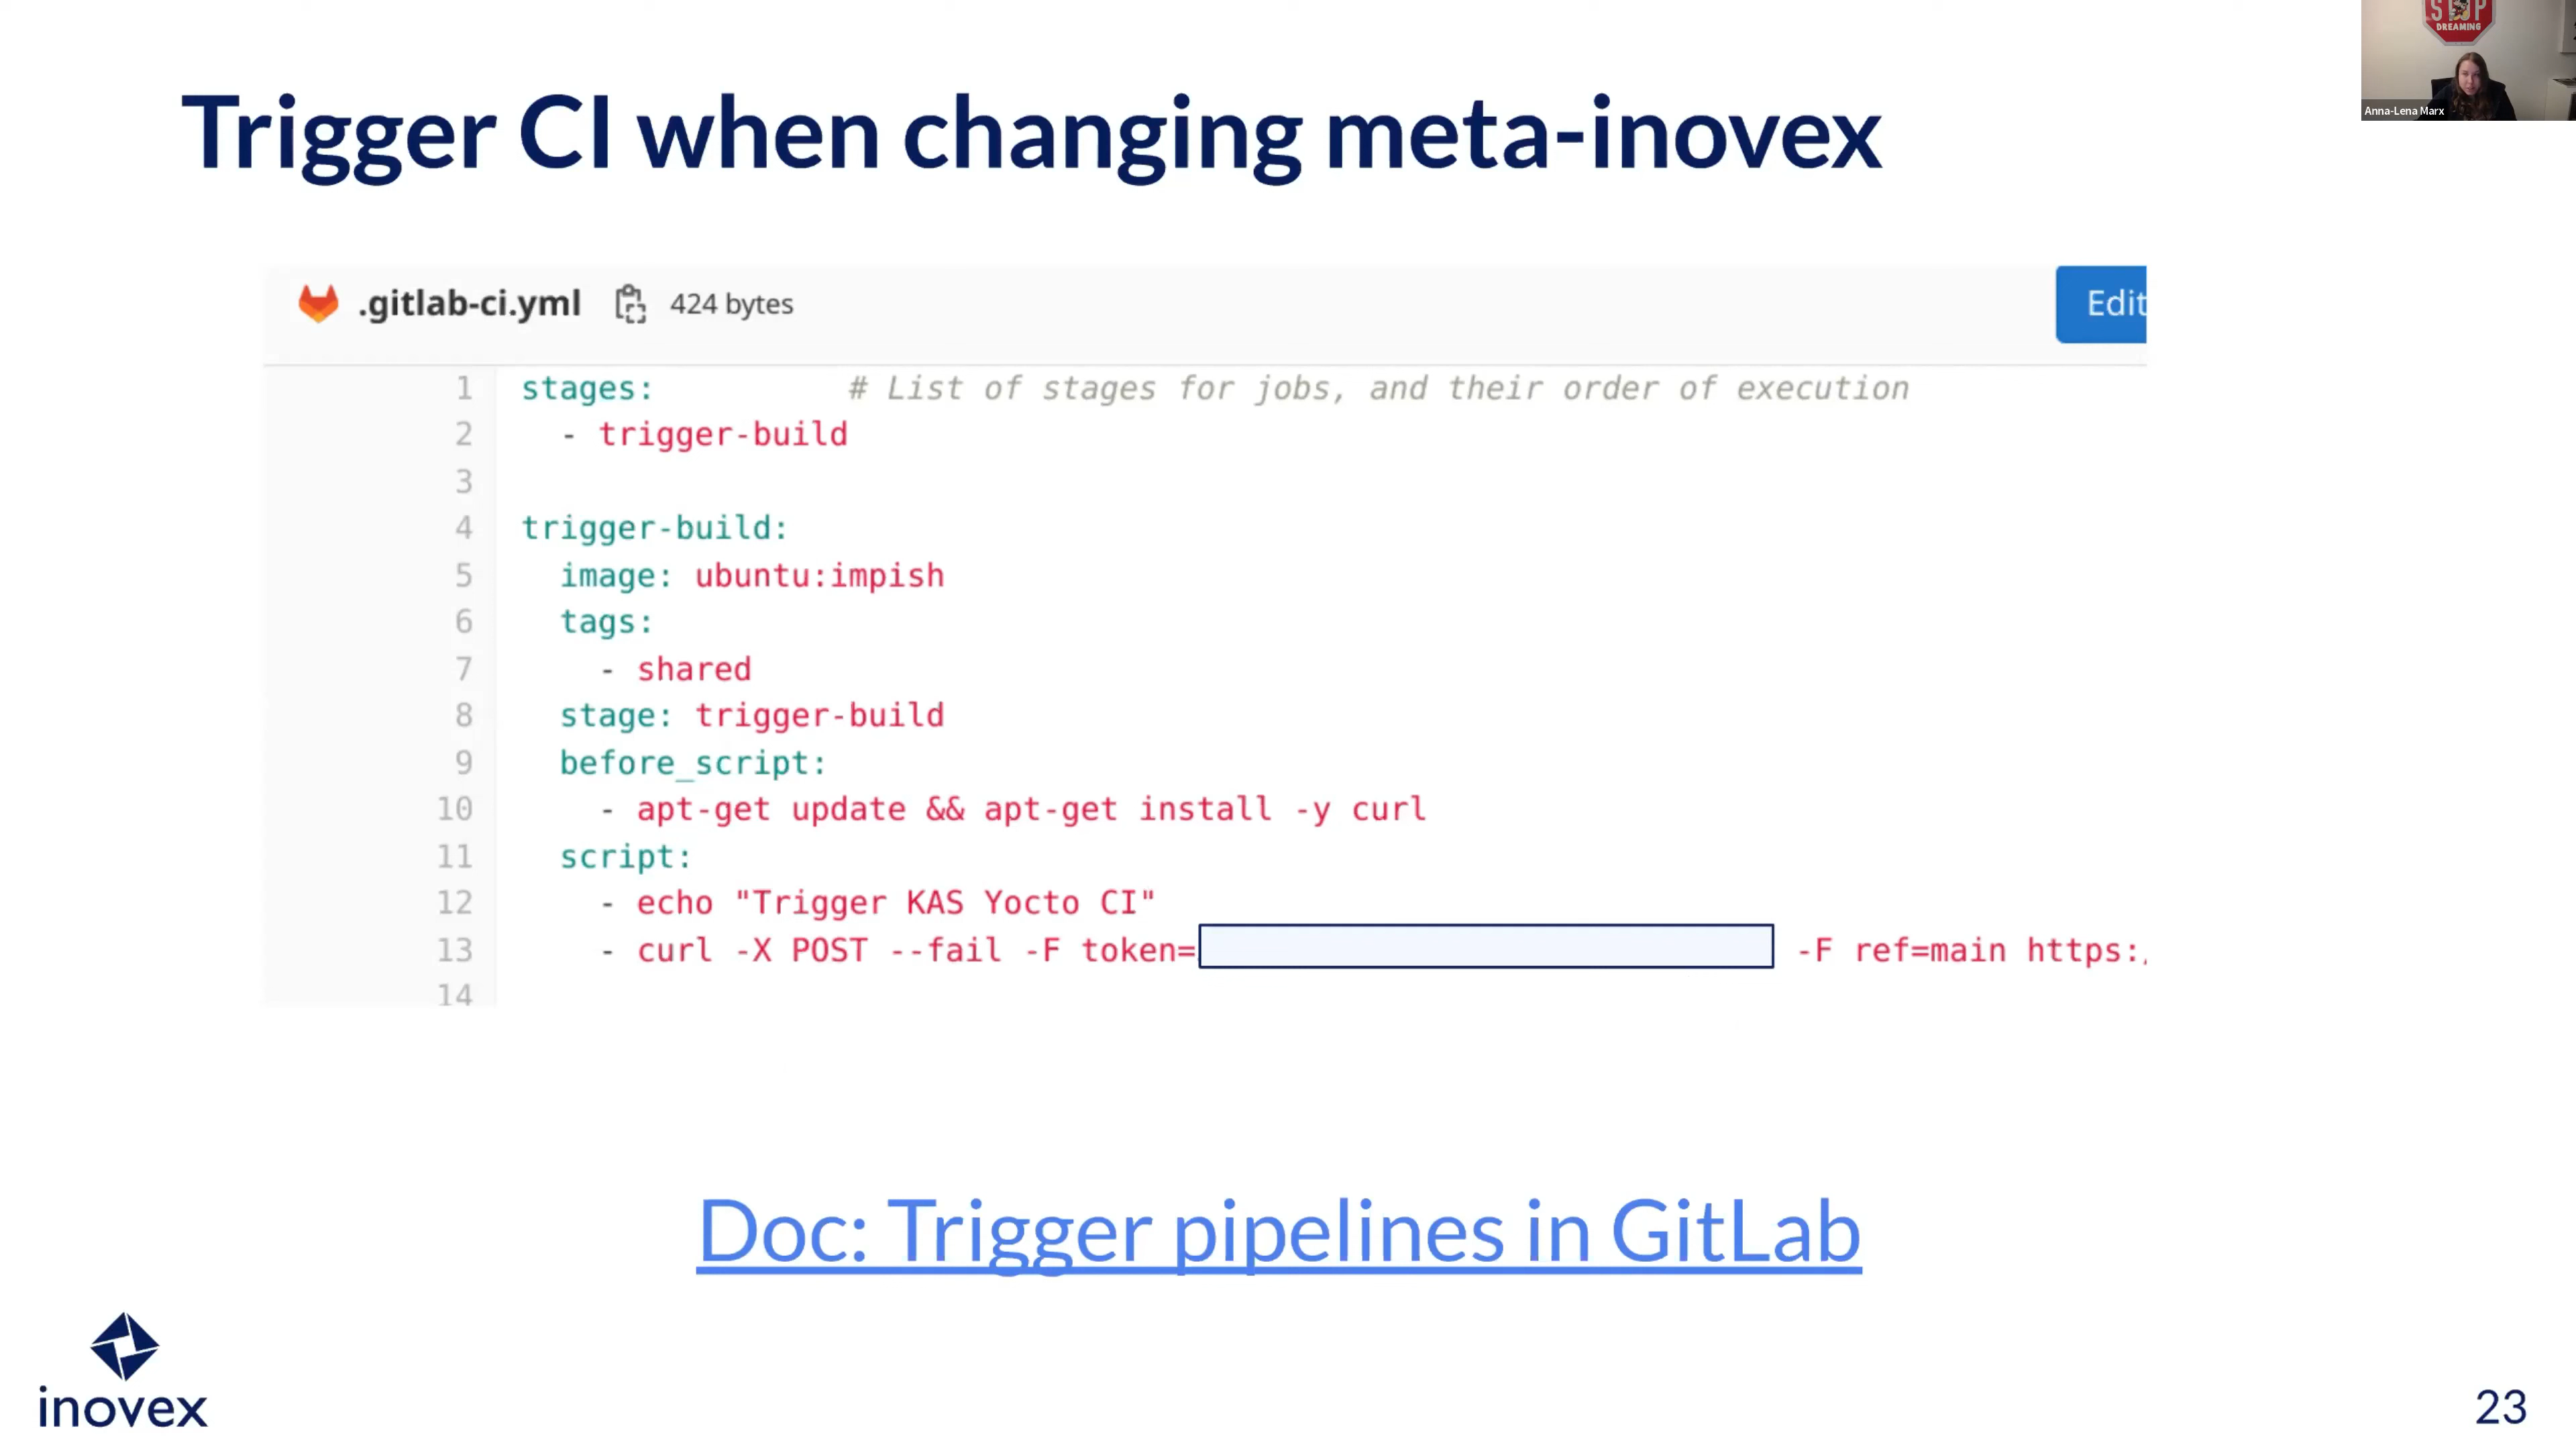 STOP
DREAMING
Anna-Lena Marx
Trigger CI when changing meta-inovex
.gitlab-ci.yml 424 bytes
Edit
1 stages: # List of stages for jobs, and their order of execution
2 - trigger-build
3
4 trigger-build:
5 image: ubuntu:impish
6 tags:
7 - shared
8 stage: trigger-build
9 before_script:
10 - apt-get update && apt-get install -y curl
11 script:
12 - echo "Trigger KAS Yocto CI"
13 - curl -X POST --fail -F token= -F ref=main https:
14
Doc: Trigger pipelines in GitLab
inovex
23